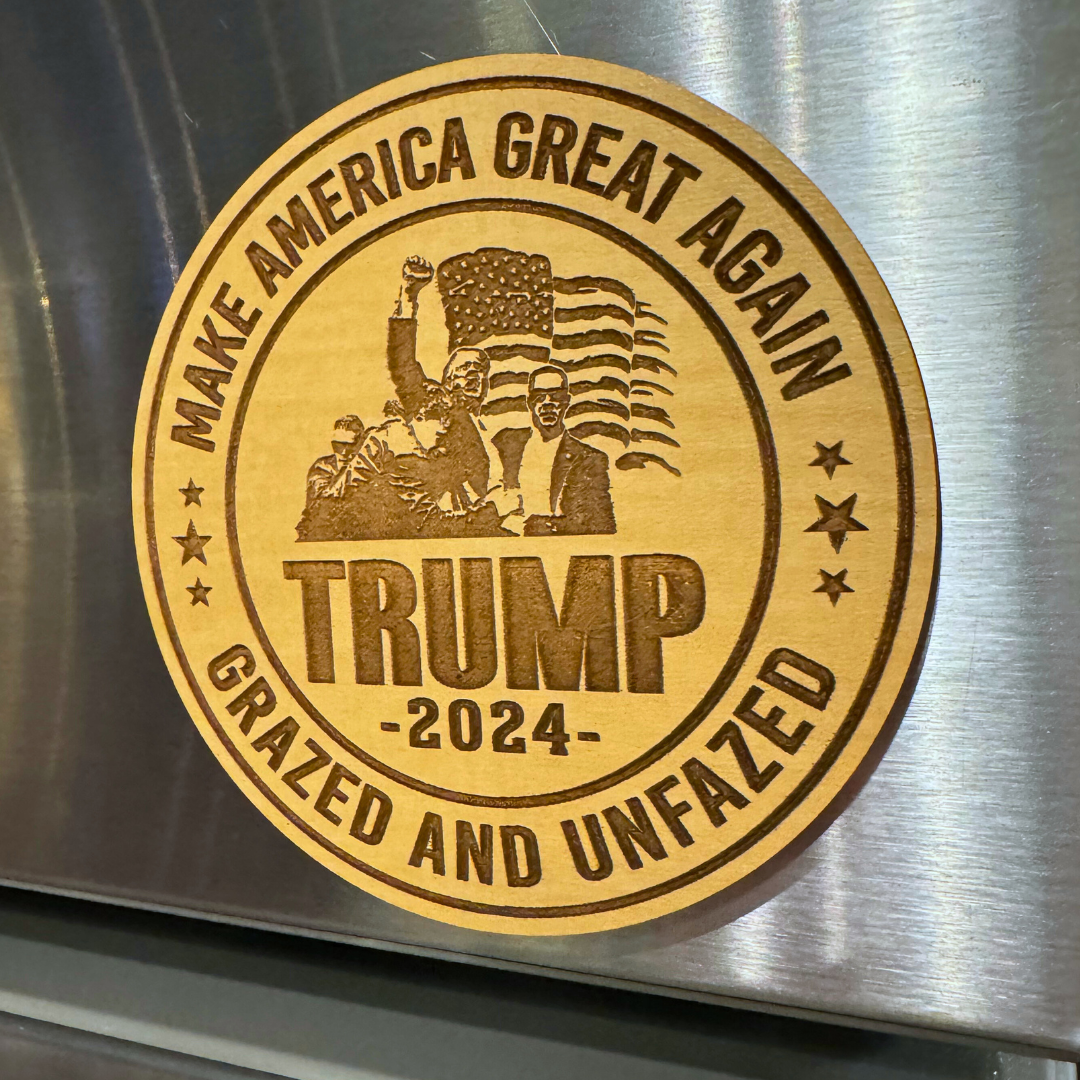 MAKE AMERICA GREAT AGAIN
TRUMP
-2024-
GRAZED AND UNFAZED